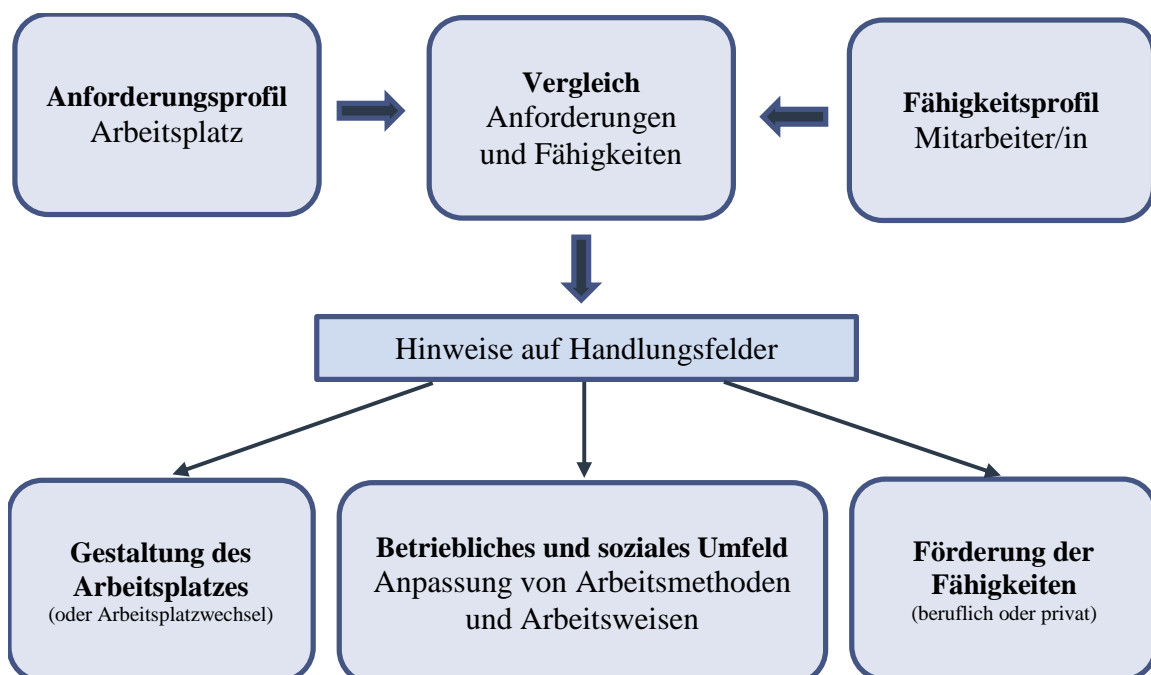 Anforderungsprofil
Arbeitsplatz
Vergleich
Anforderungen
und Fähigkeiten
Fähigkeitsprofil
Mitarbeiter/in
Hinweise auf Handlungsfelder
Gestaltung des
Arbeitsplatzes
(oder Arbeitsplatzwechsel)
Betriebliches und soziales Umfeld
Anpassung von Arbeitsmethoden
und Arbeitsweisen
Förderung der
Fähigkeiten
(beruflich oder privat)